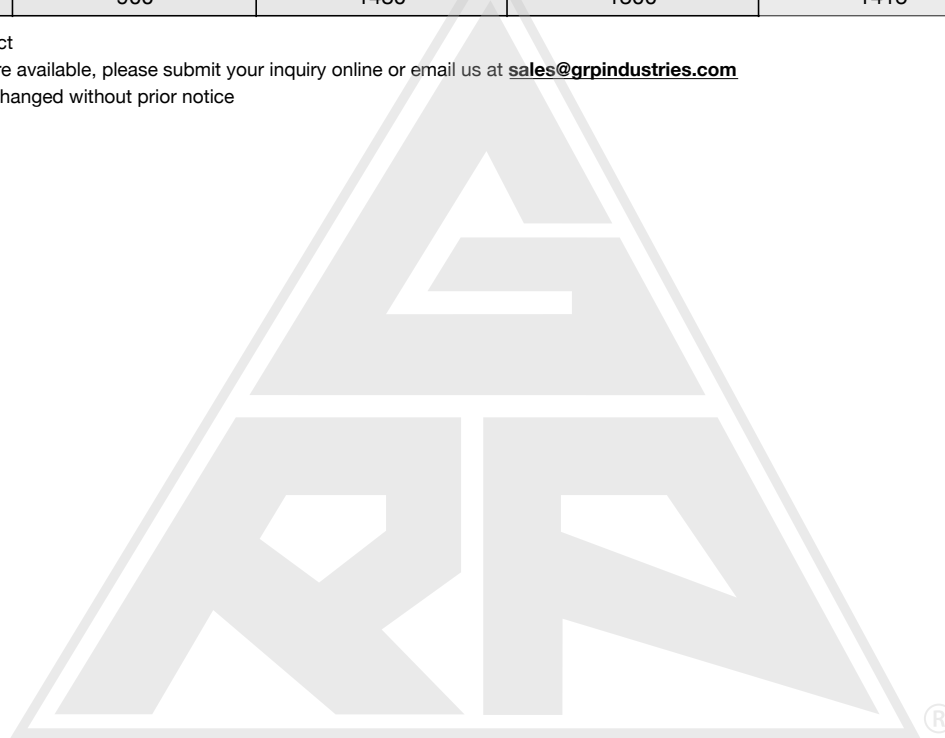 ct
re available, please submit your inquiry online or email us at sales@grpindustries.com
hanged without prior notice
G
RP
®